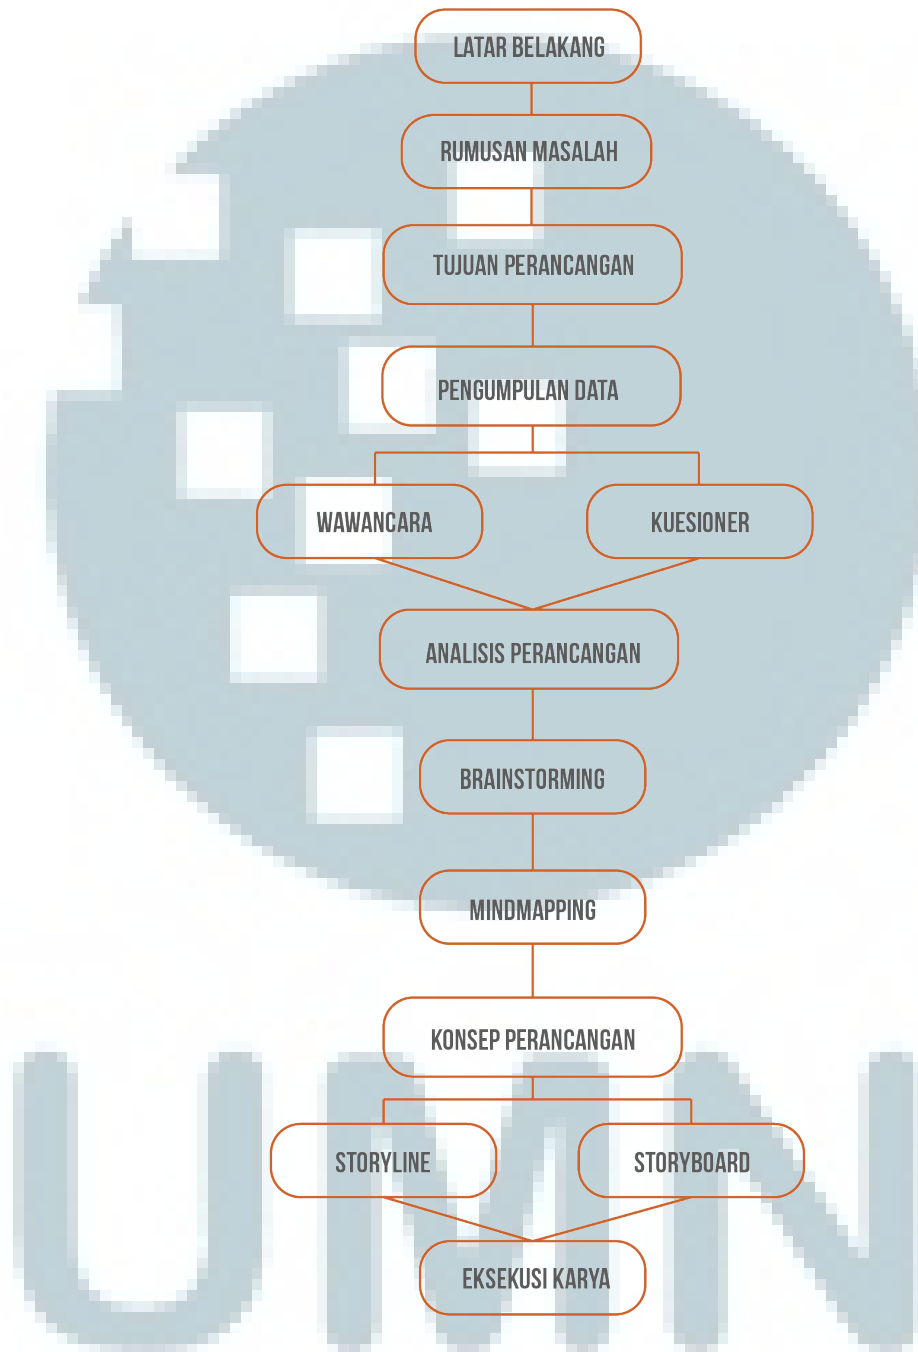 LATAR BELAKANG
RUMUSAN MASALAH
TUJUAN PERANCANGAN
PENGUMPULAN DATA
WAWANCARA
KUESIONER
ANALISIS PERANCANGAN
BRAINSTORMING
MINDMAPPING
KONSEP PERANCANGAN
STORYLINE
STORYBOARD
EKSEKUSI KARYA
UMN